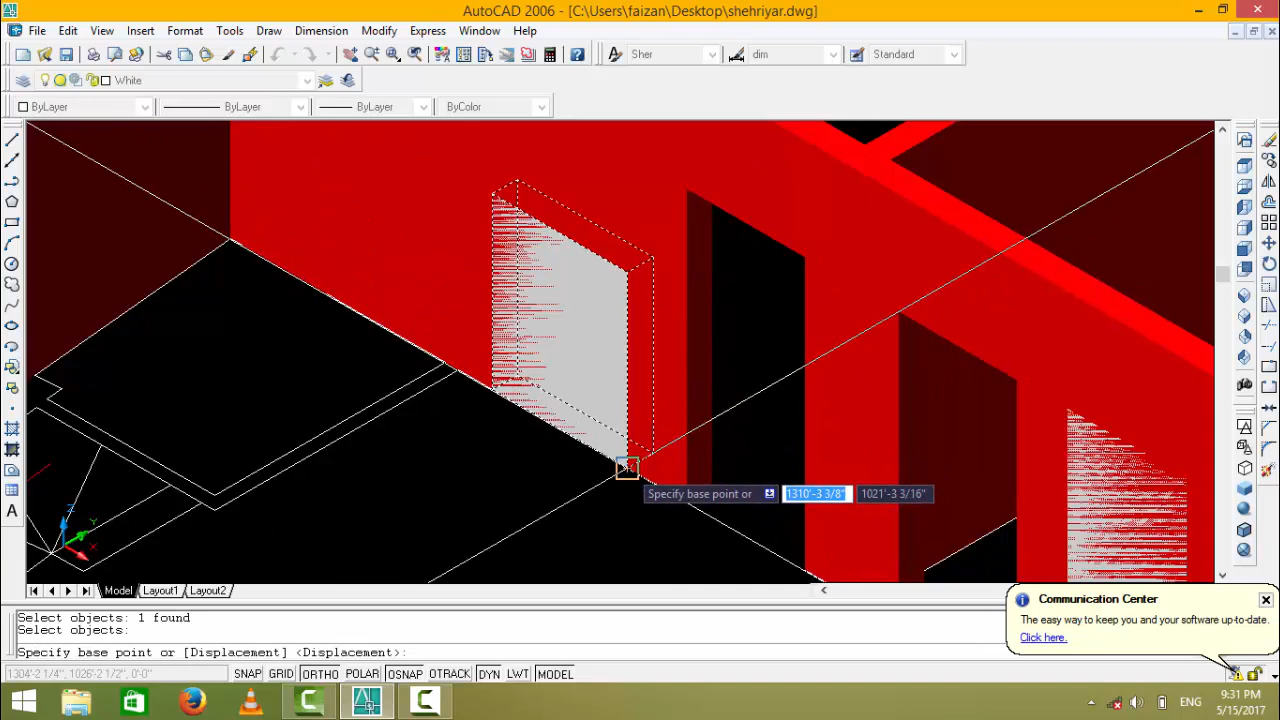 AutoCAD 2006 - [C:\Users\faizan\Desktop\shehriyar.dwg]
File Edit View Insert Format Tools Draw Dimension Modify Express Window Help
Sher dim Standard
White
ByLayer ByLayer ByLayer ByColor
Specify base point or 1310'-3 3/8" 1021'-3 3/16"
Z
Y
X
A
Model Layout1 Layout2
Communication Center
The easy way to keep you and your software up-to-date.
Click here.
Select objects: 1 found
Select objects:
Specify base point or [Displacement] <Displacement>:
1304'-2 1/4", 1026'-2 1/2", 0'-0" SNAP GRID ORTHO POLAR OSNAP OTRACK DYN LWT MODEL
ENG
9:31 PM
5/15/2017